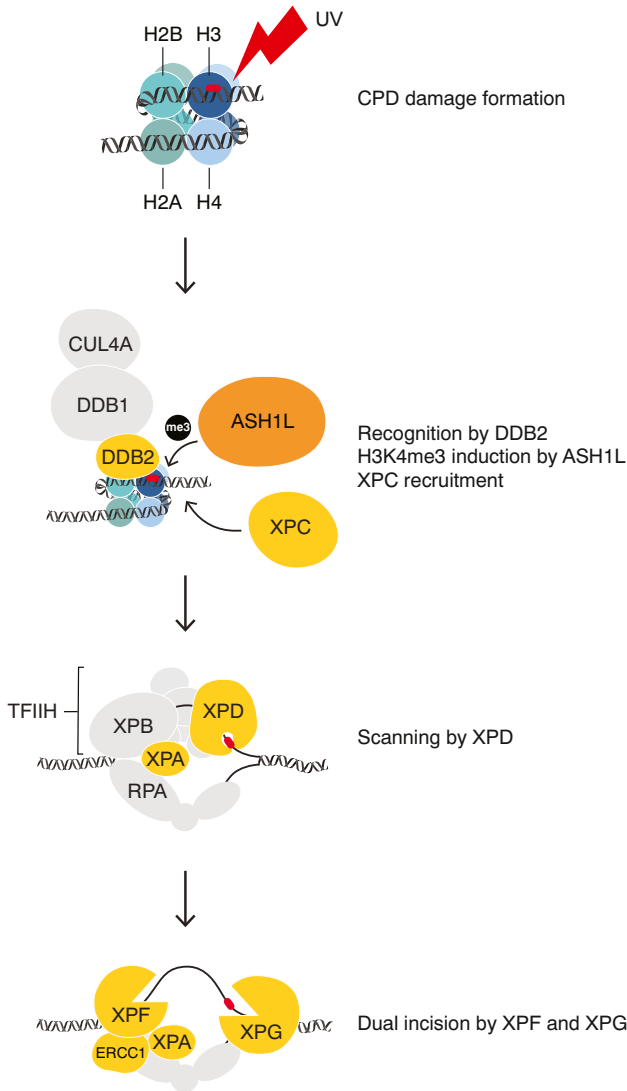 UV
H2B H3
CPD damage formation
H2A H4
CUL4A
DDB1
me3
ASH1L
DDB2
Recognition by DDB2
H3K4me3 induction by ASH1L
XPC recruitment
XPC
TFIIH
XPB
XPD
Scanning by XPD
XPA
RPA
XPF
XPG
Dual incision by XPF and XPG
XPA
ERCC1